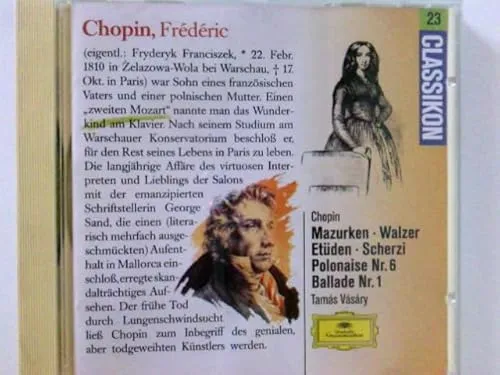 Chopin, Frédéric
(eigentl.: Fryderyk Franciszek, * 22. Febr.
1810 in Żelazowa-Wola bei Warschau, † 17.
Okt. in Paris) war Sohn eines französischen
Vaters und einer polnischen Mutter. Einen
„zweiten Mozart" nannte man das Wunder-
kind am Klavier. Nach seinem Studium am
Warschauer Konservatorium beschloß er,
für den Rest seines Lebens in Paris zu leben.
Die langjährige Affäre des virtuosen Inter-
preten und Lieblings der Salons
mit der emanzipierten
Schriftstellerin George
Sand, die einen (litera-
risch mehrfach ausge-
schmückten) Aufent-
halt in Mallorca ein-
schloß, erregte skan-
dalträchtiges Auf-
sehen. Der frühe Tod
durch Lungenschwindsucht
ließ Chopin zum Inbegriff des genialen,
aber todgeweihten Künstlers werden.
23
CLASSIKON
Chopin
Mazurken · Walzer
Etüden · Scherzi
Polonaise Nr. 6
Ballade Nr. 1
Tamás Vásáry
Deutsche
Grammophon